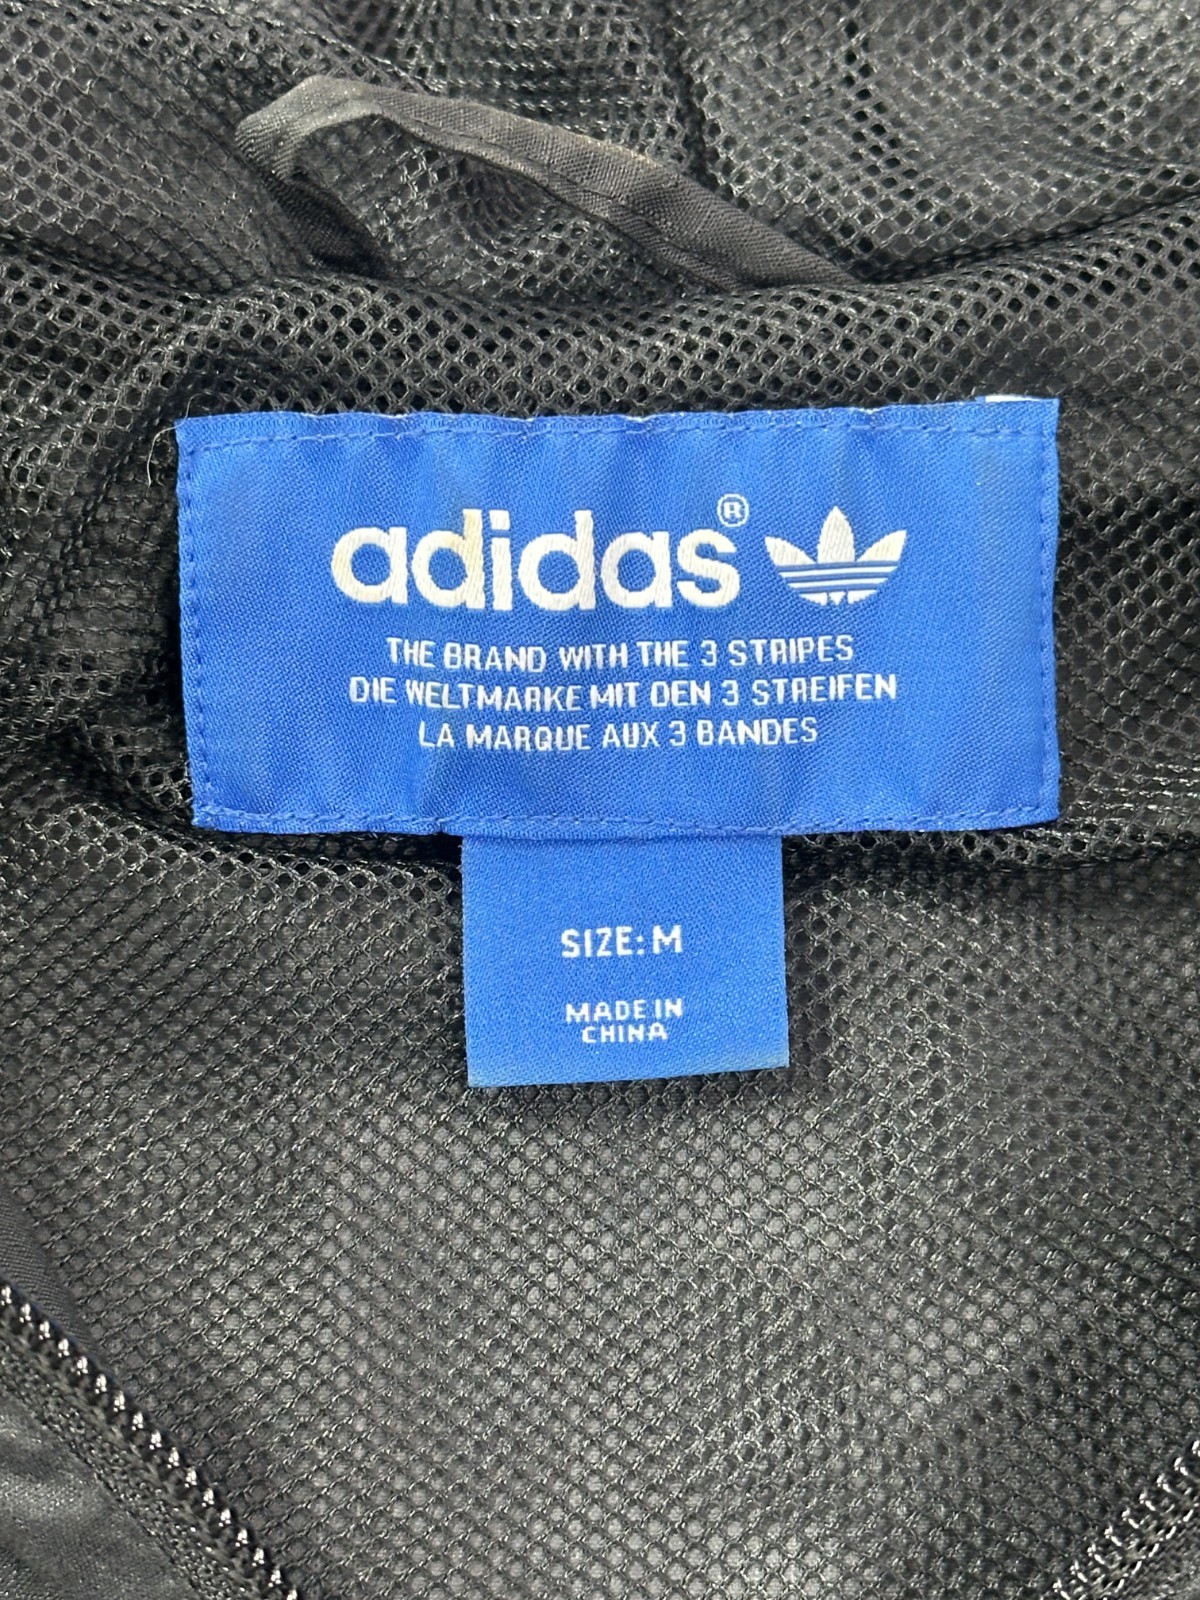 adidas®
THE BRAND WITH THE 3 STRIPES
DIE WELTMARKE MIT DEN 3 STREIFEN
LA MARQUE AUX 3 BANDES
SIZE: M
MADE IN
CHINA